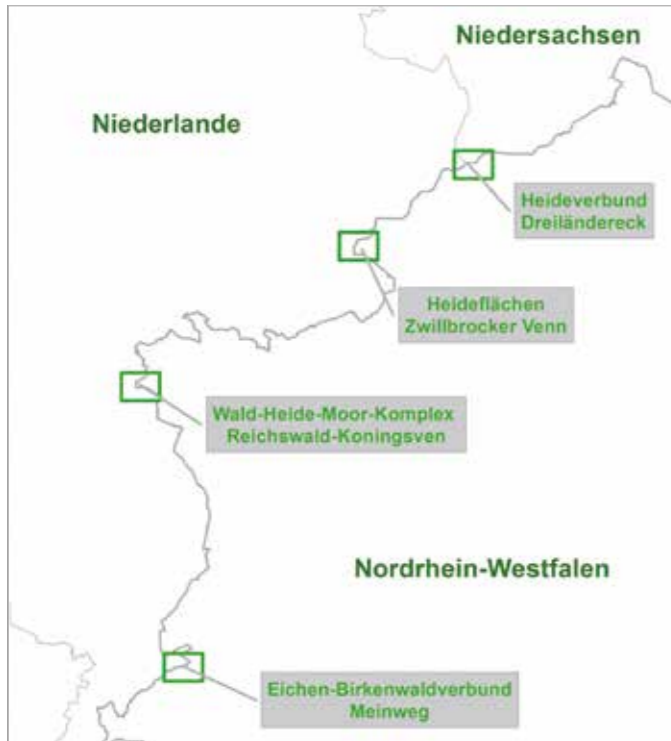 Niedersachsen
Niederlande
Heideverbund
Dreiländereck
Heideflächen
Zwillbrocker Venn
Wald-Heide-Moor-Komplex
Reichswald-Koningsven
Nordrhein-Westfalen
Eichen-Birkenwaldverbund
Meinweg